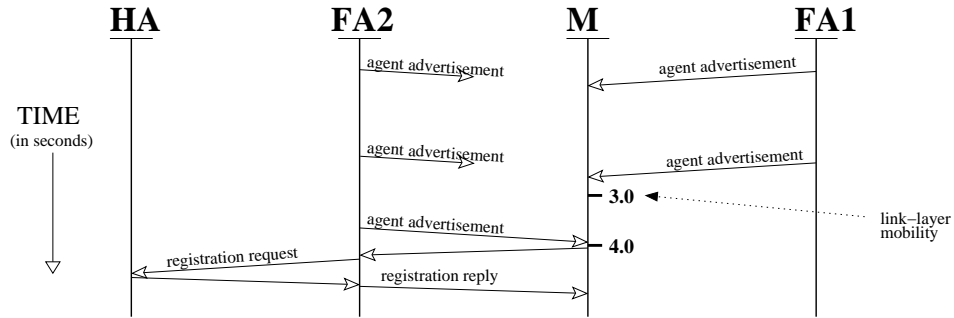 HA
FA2
M
FA1
agent advertisement
agent advertisement
TIME
(in seconds)
agent advertisement
agent advertisement
3.0
link–layer
mobility
agent advertisement
4.0
registration request
registration reply